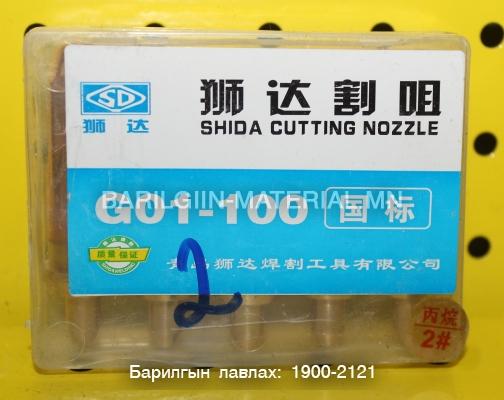 SD
狮 达
狮达割咀
SHIDA CUTTING NOZZLE
BARILGIIN-MATERIAL.MN
G01-100 国标
质量保证
青岛狮达焊割工具有限公司
2
丙烷
2#
Барилгын лавлах: 1900-2121